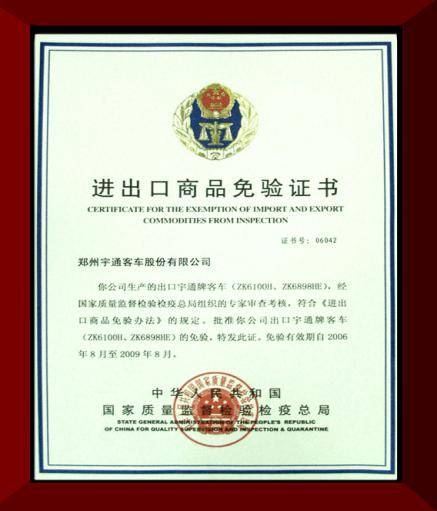 进出口商品免验证书
CERTIFICATE FOR THE EXEMPTION OF IMPORT AND EXPORT
COMMODITIES FROM INSPECTION
证书号：06042
郑州宇通客车股份有限公司
你公司生产的出口宇通牌客车（ZK6100H、ZK6898HE），经
国家质量监督检验检疫总局组织的专家审查考核，符合《进出
口商品免验办法》的规定。批准你公司出口宇通牌客车
（ZK6100H、ZK6898HE）的免验，特发此证。免验有效期自2006
年8月至2009年8月。
中华人民共和国
国家质量监督检验检疫总局
STATE GENERAL ADMINISTRATION OF THE PEOPLE'S REPUBLIC
OF CHINA FOR QUALITY SUPERVISION AND INSPECTION & QUARANTINE